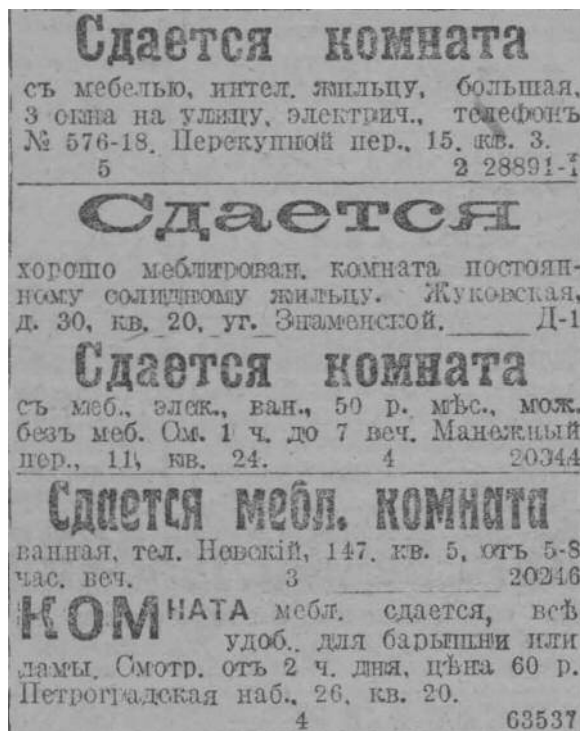 Сдается комната
съ мебелью, интел. жильцу, большая,
3 окна на улицу, электрич., телефонъ
№ 576-18. Перекупной пер., 15, кв. 3.
5 2 28891-1
Сдается
хорошо меблирован. комната постоян-
ному солидному жильцу. Жуковская,
д. 30, кв. 20, уг. Знаменской. Д-1
Сдается комната
съ меб., элек., ван., 50 р. мѣс., мож.
безъ меб. См. 1 ч. до 7 веч. Манежный
пер., 11, кв. 24. 4 20344
Сдается мебл. комната
ванная, тел. Невскій, 147, кв. 5, отъ 5-8
час. веч. 3 20246
КОМНАТА мебл. сдается, всѣ
удоб., для барышни или
дамы. Смотр. отъ 2 ч. дня, цѣна 60 р.
Петроградская наб., 26, кв. 20.
4 63537